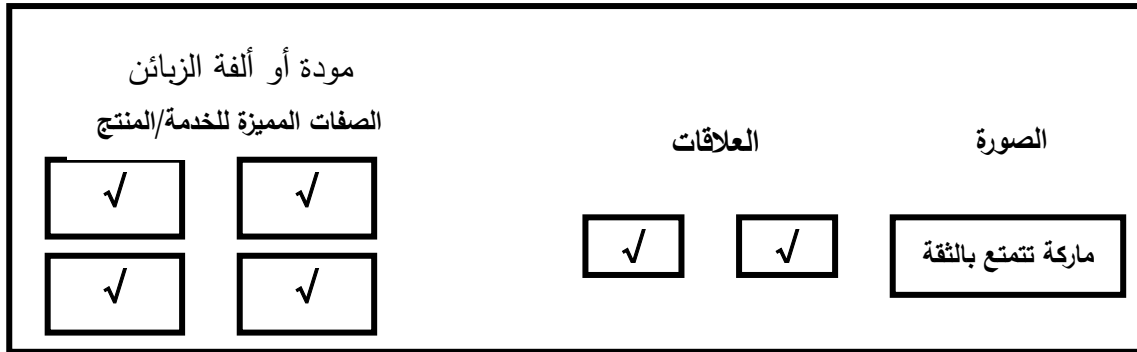 مودة أو ألفة الزبائن
الصفات المميزة للخدمة/المنتج
الصورة
العلاقات
√ √
√ √
ماركة تتمتع بالثقة
√ √